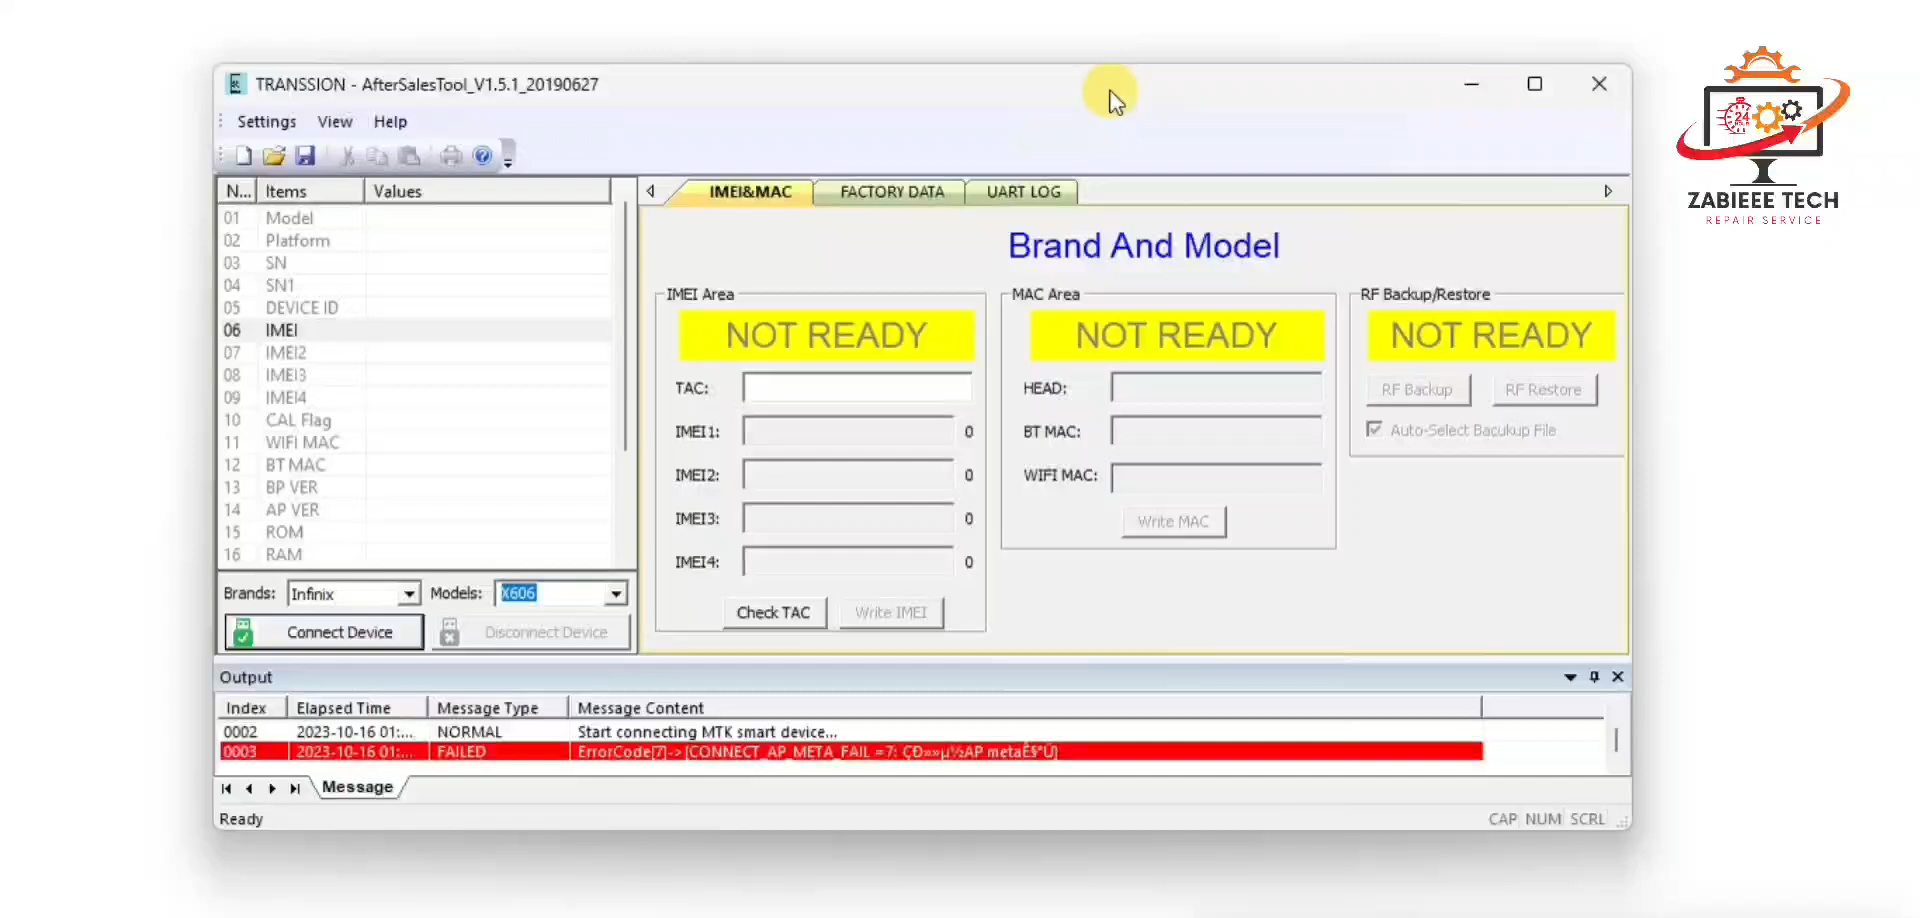 TRANSSION - AfterSalesTool_V1.5.1_20190627
Settings View Help
N... Items Values
01 Model
02 Platform
03 SN
04 SN1
05 DEVICE ID
06 IMEI
07 IMEI2
08 IMEI3
09 IMEI4
10 CAL Flag
11 WIFI MAC
12 BT MAC
13 BP VER
14 AP VER
15 ROM
16 RAM
Brands: Infinix Models: X606
Connect Device Disconnect Device
IMEI&MAC FACTORY DATA UART LOG
Brand And Model
IMEI Area
NOT READY
TAC:
IMEI1: 0
IMEI2: 0
IMEI3: 0
IMEI4: 0
Check TAC Write IMEI
MAC Area
NOT READY
HEAD:
BT MAC:
WIFI MAC:
Write MAC
RF Backup/Restore
NOT READY
RF Backup RF Restore
Auto-Select Bacukup File
Output
Index Elapsed Time Message Type Message Content
0002 2023-10-16 01:... NORMAL Start connecting MTK smart device...
0003 2023-10-16 01:... FAILED ErrorCode[7]->[CONNECT_AP_META_FAIL = 7: ÇÐ»»µ½AP metaÊ§°Ü]
Message
Ready CAP NUM SCRL
24
ZABIEEE TECH
REPAIR SERVICE